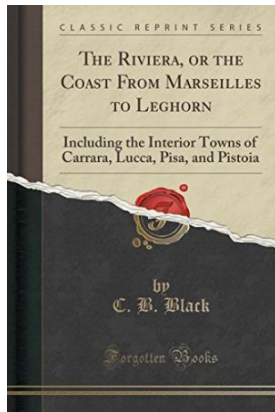 CLASSIC REPRINT SERIES
THE RIVIERA, OR THE
COAST FROM MARSEILLES
TO LEGHORN
Including the Interior Towns of
Carrara, Lucca, Pisa, and Pistoia
by
C. B. Black
Forgotten Books